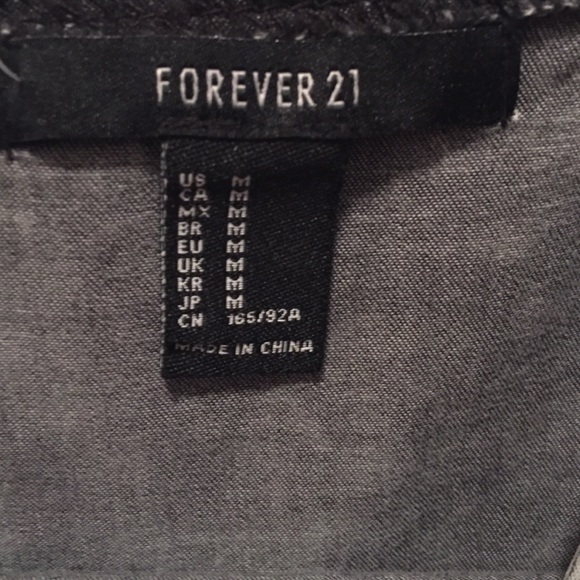 FOREVER 21
US M
CA M
MX M
BR M
EU M
UK M
KR M
JP M
CN 165/92A
MADE IN CHINA